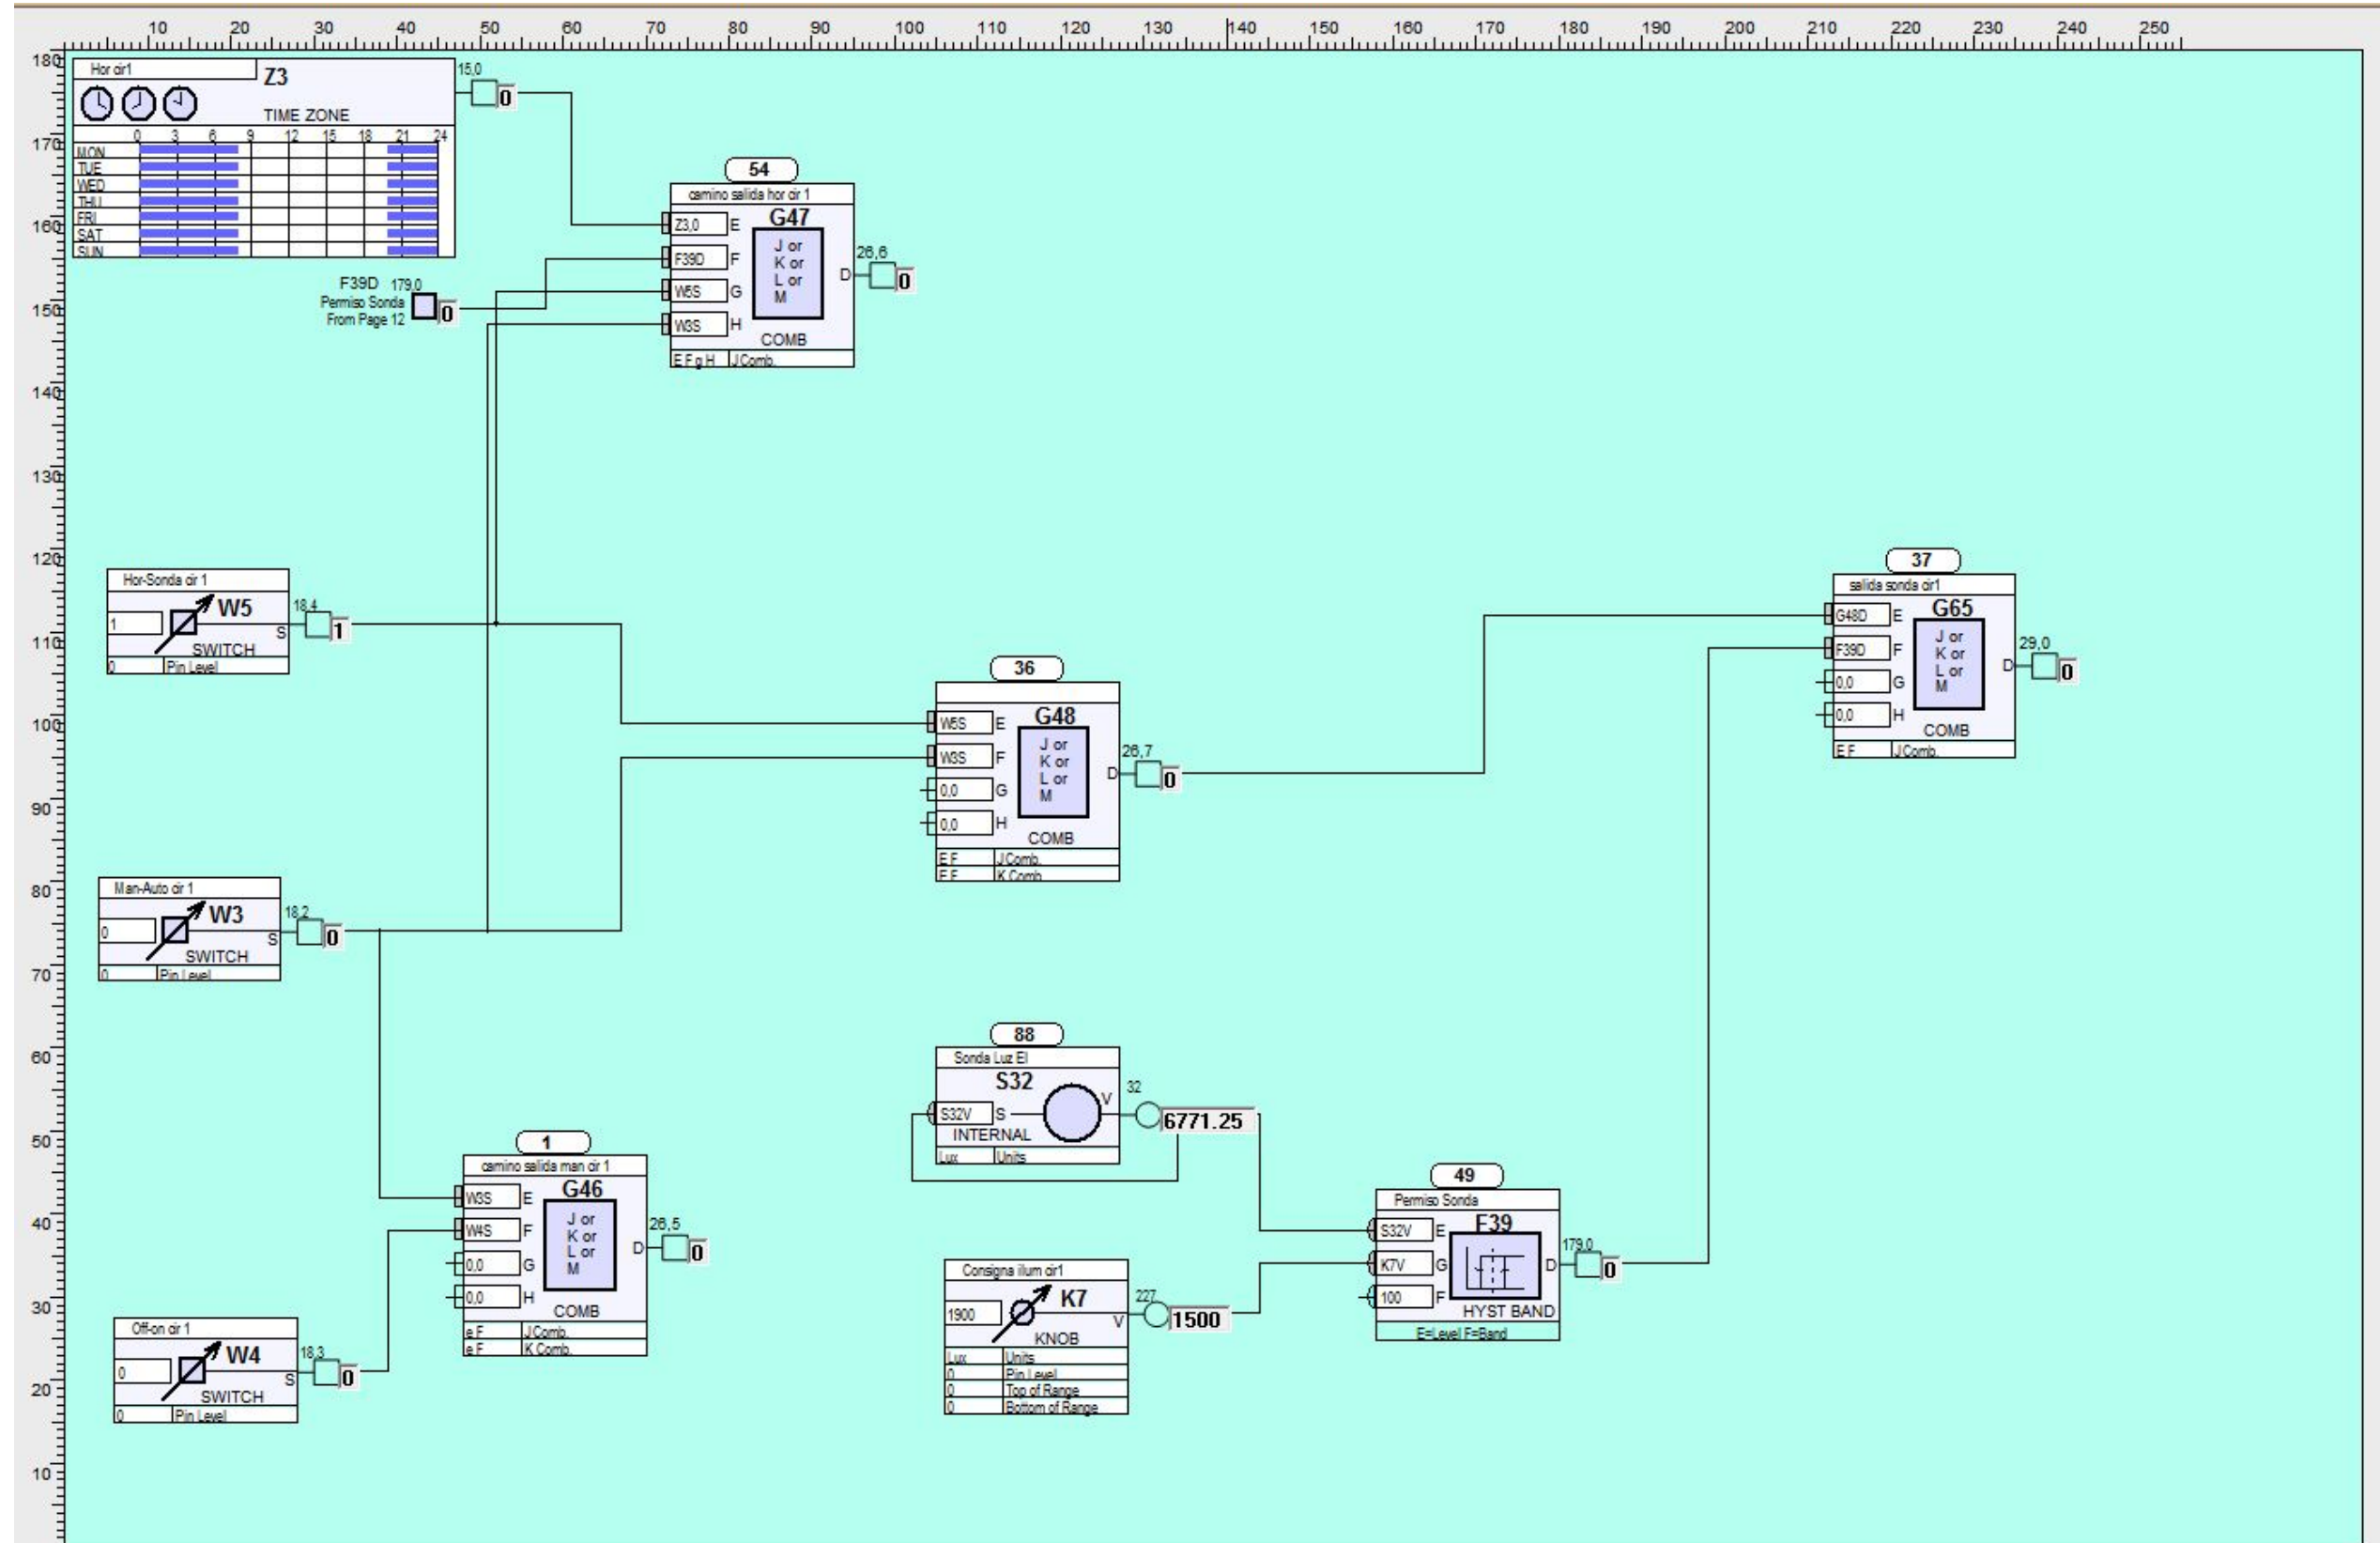 10 20 30 40 50 60 70 80 90 100 110 120 130 140 150 160 170 180 190 200 210 220 230 240 250
180
170
160
150
140
130
120
110
100
90
80
70
60
50
40
30
20
10
Hor cir1
Z3
TIME ZONE
0 3 6 9 12 15 18 21 24
MON
TUE
WED
THU
FRI
SAT
SUN
15,0
0
F39D 179,0
Permiso Sonda
From Page 12
0
54
camino salida hor cir 1
G47
Z3,0 E
F39D F
W5S G
W3S H
J or
K or
L or
M
D
COMB
E F g H J Comb.
26,6
0
Hor-Sonda cir 1
1
W5
S
SWITCH
0 Pin Level
18,4
1
36
G48
W5S E
W3S F
0,0 G
0,0 H
J or
K or
L or
M
D
COMB
E F J Comb.
E F K Comb.
26,7
0
37
salida sonda cir1
G65
G48D E
F39D F
0,0 G
0,0 H
J or
K or
L or
M
D
COMB
E F J Comb.
29,0
0
Man-Auto cir 1
0
W3
S
SWITCH
0 Pin Level
18,2
0
88
Sonda Luz El
S32
S32V S
V
INTERNAL
Lux Units
32
6771.25
1
camino salida man cir 1
G46
W3S E
W4S F
0,0 G
0,0 H
J or
K or
L or
M
D
COMB
e F J Comb.
e F K Comb.
26,5
0
49
Permiso Sonda
F39
S32V E
K7V G
100 F
D
HYST BAND
E=Level F=Band
179,0
0
Consigna ilum cir1
1900
K7
V
KNOB
Lux Units
0 Pin Level
0 Top of Range
0 Bottom of Range
227
1500
Off-on cir 1
0
W4
S
SWITCH
0 Pin Level
18,3
0